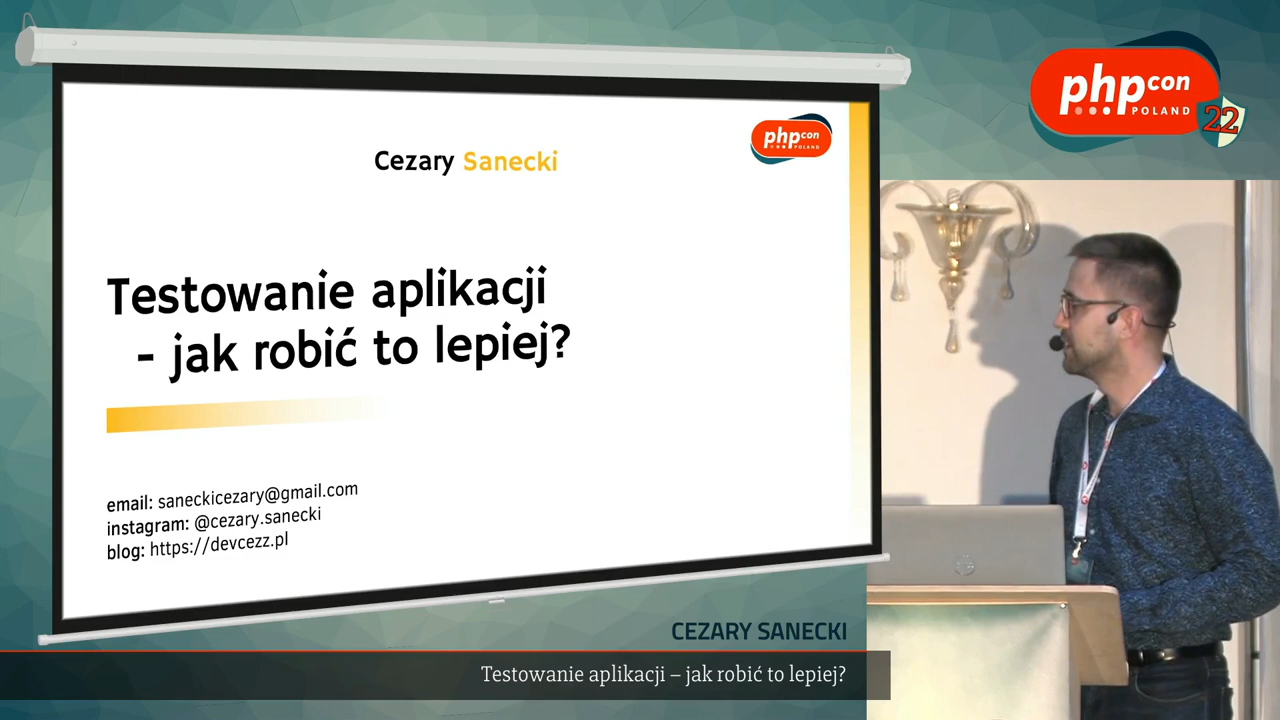 phpcon
POLAND
22
phpcon
POLAND
Cezary Sanecki
Testowanie aplikacji
- jak robić to lepiej?
email: saneckicezary@gmail.com
instagram: @cezary.sanecki
blog: https://devcezz.pl
CEZARY SANECKI
Testowanie aplikacji – jak robić to lepiej?